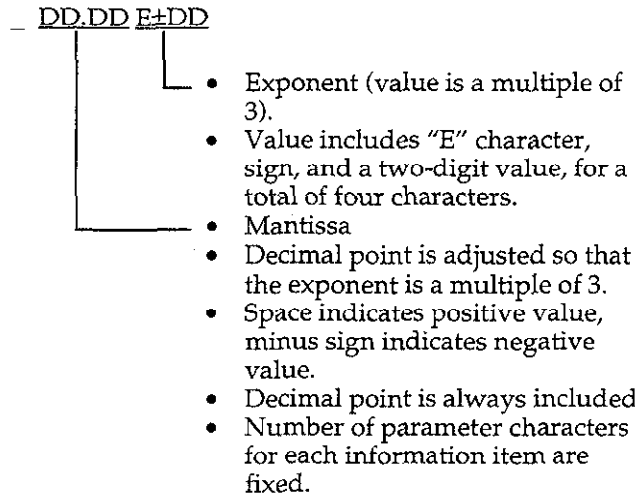 _ DD.DD E±DD
• Exponent (value is a multiple of
3).
• Value includes "E" character,
sign, and a two-digit value, for a
total of four characters.
• Mantissa
• Decimal point is adjusted so that
the exponent is a multiple of 3.
• Space indicates positive value,
minus sign indicates negative
value.
• Decimal point is always included
• Number of parameter characters
for each information item are
fixed.